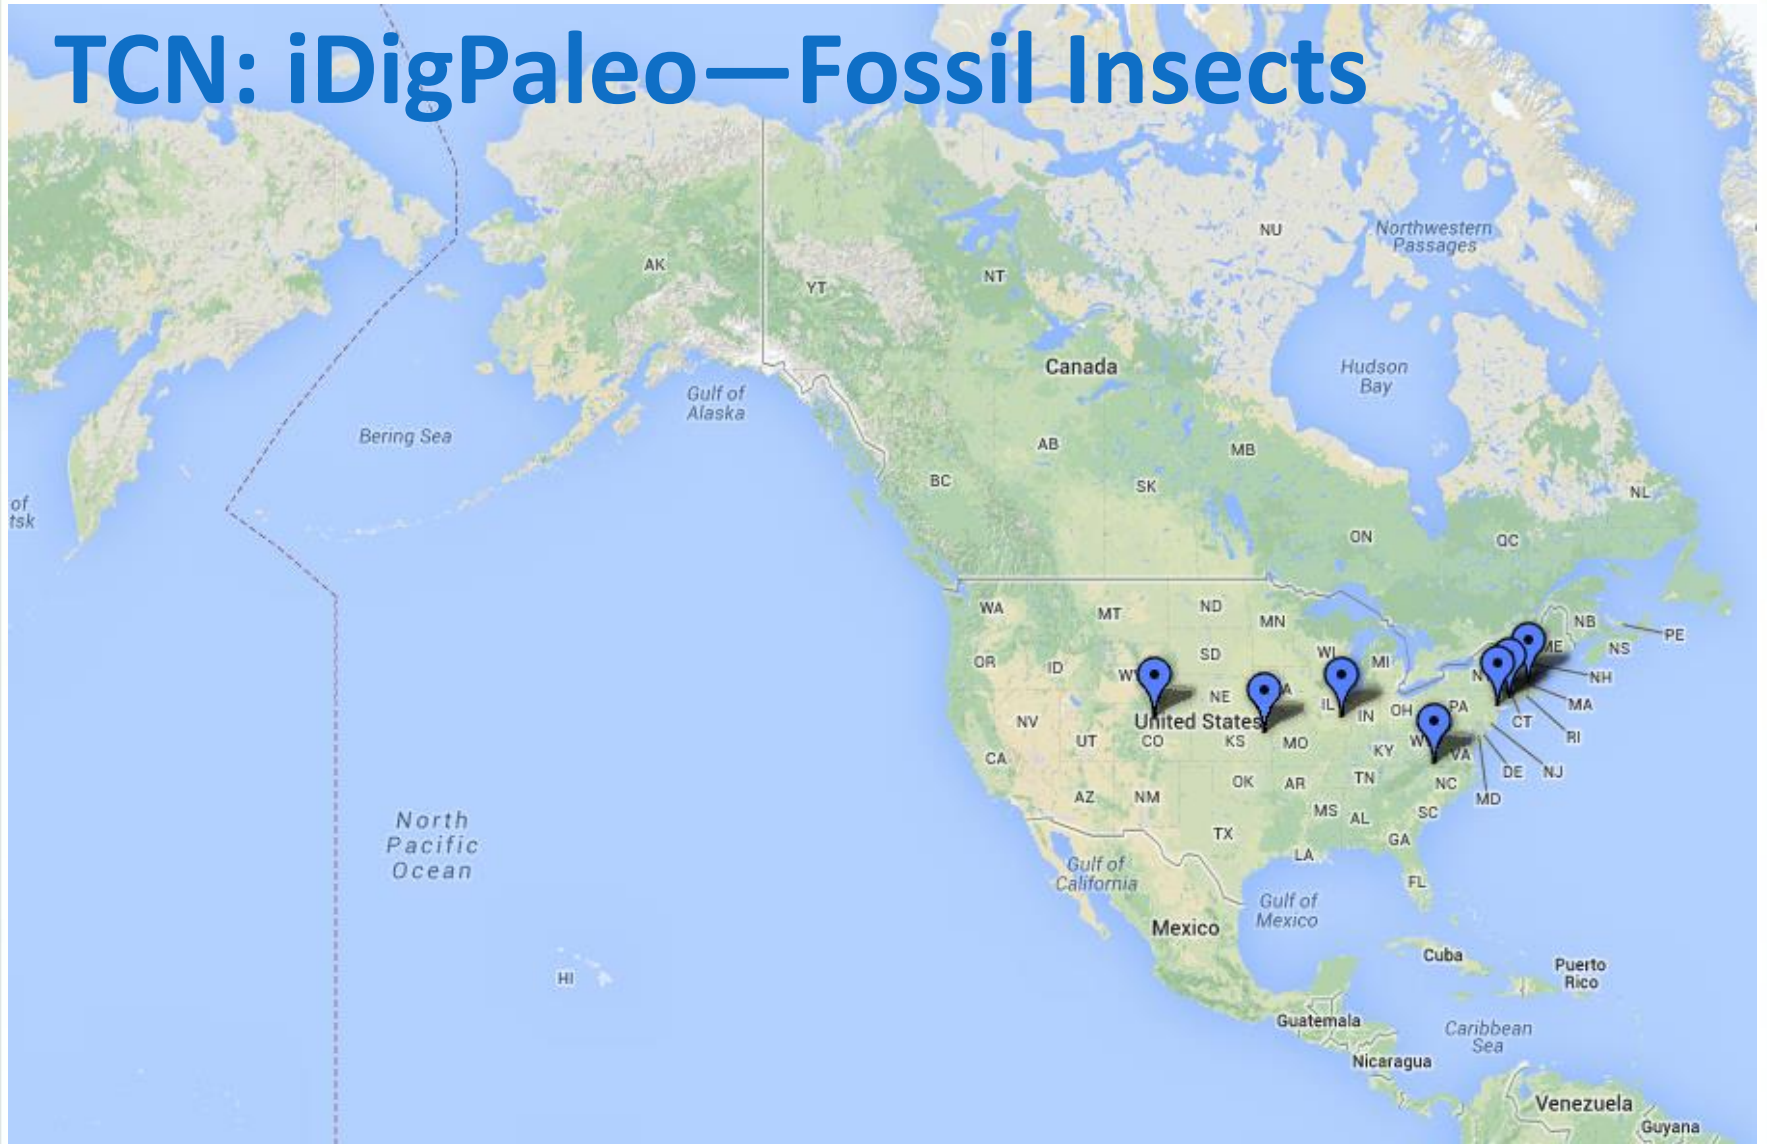 TCN: iDigPaleo—Fossil Insects
NU
Northwestern
Passages
AK
YT
NT
Canada
Hudson
Bay
Gulf of
Alaska
Bering Sea
AB
MB
BC
SK
NL
of
tsk
ON
QC
WA
MT
ND
MN
NB
PE
OR
ID
SD
WI
MI
ME
NS
NE
IL
IN
OH
PA
NH
MA
NV
United States
CT
RI
UT
CO
KS
MO
KY
VA
CA
DE
NJ
AZ
NM
OK
AR
TN
NC
MD
MS
AL
SC
North
Pacific
Ocean
TX
GA
LA
FL
Gulf of
California
Gulf of
Mexico
Mexico
Cuba
Puerto
Rico
HI
Guatemala
Caribbean
Sea
Nicaragua
Venezuela
Guyana